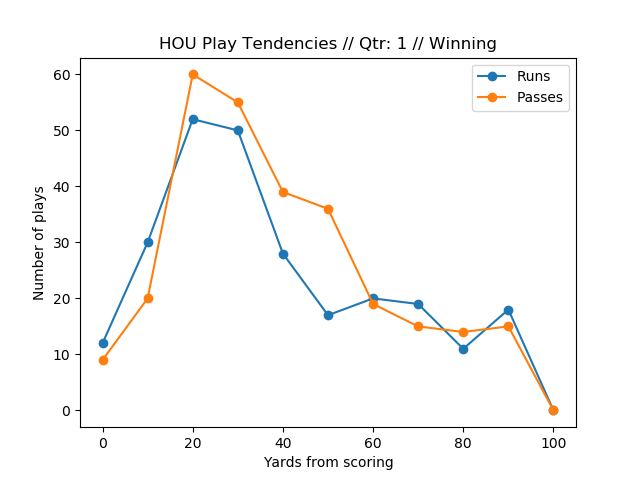 HOU Play Tendencies // Qtr: 1 // Winning
Runs
Passes
60
50
40
30
20
10
0
Number of plays
0 20 40 60 80 100
Yards from scoring